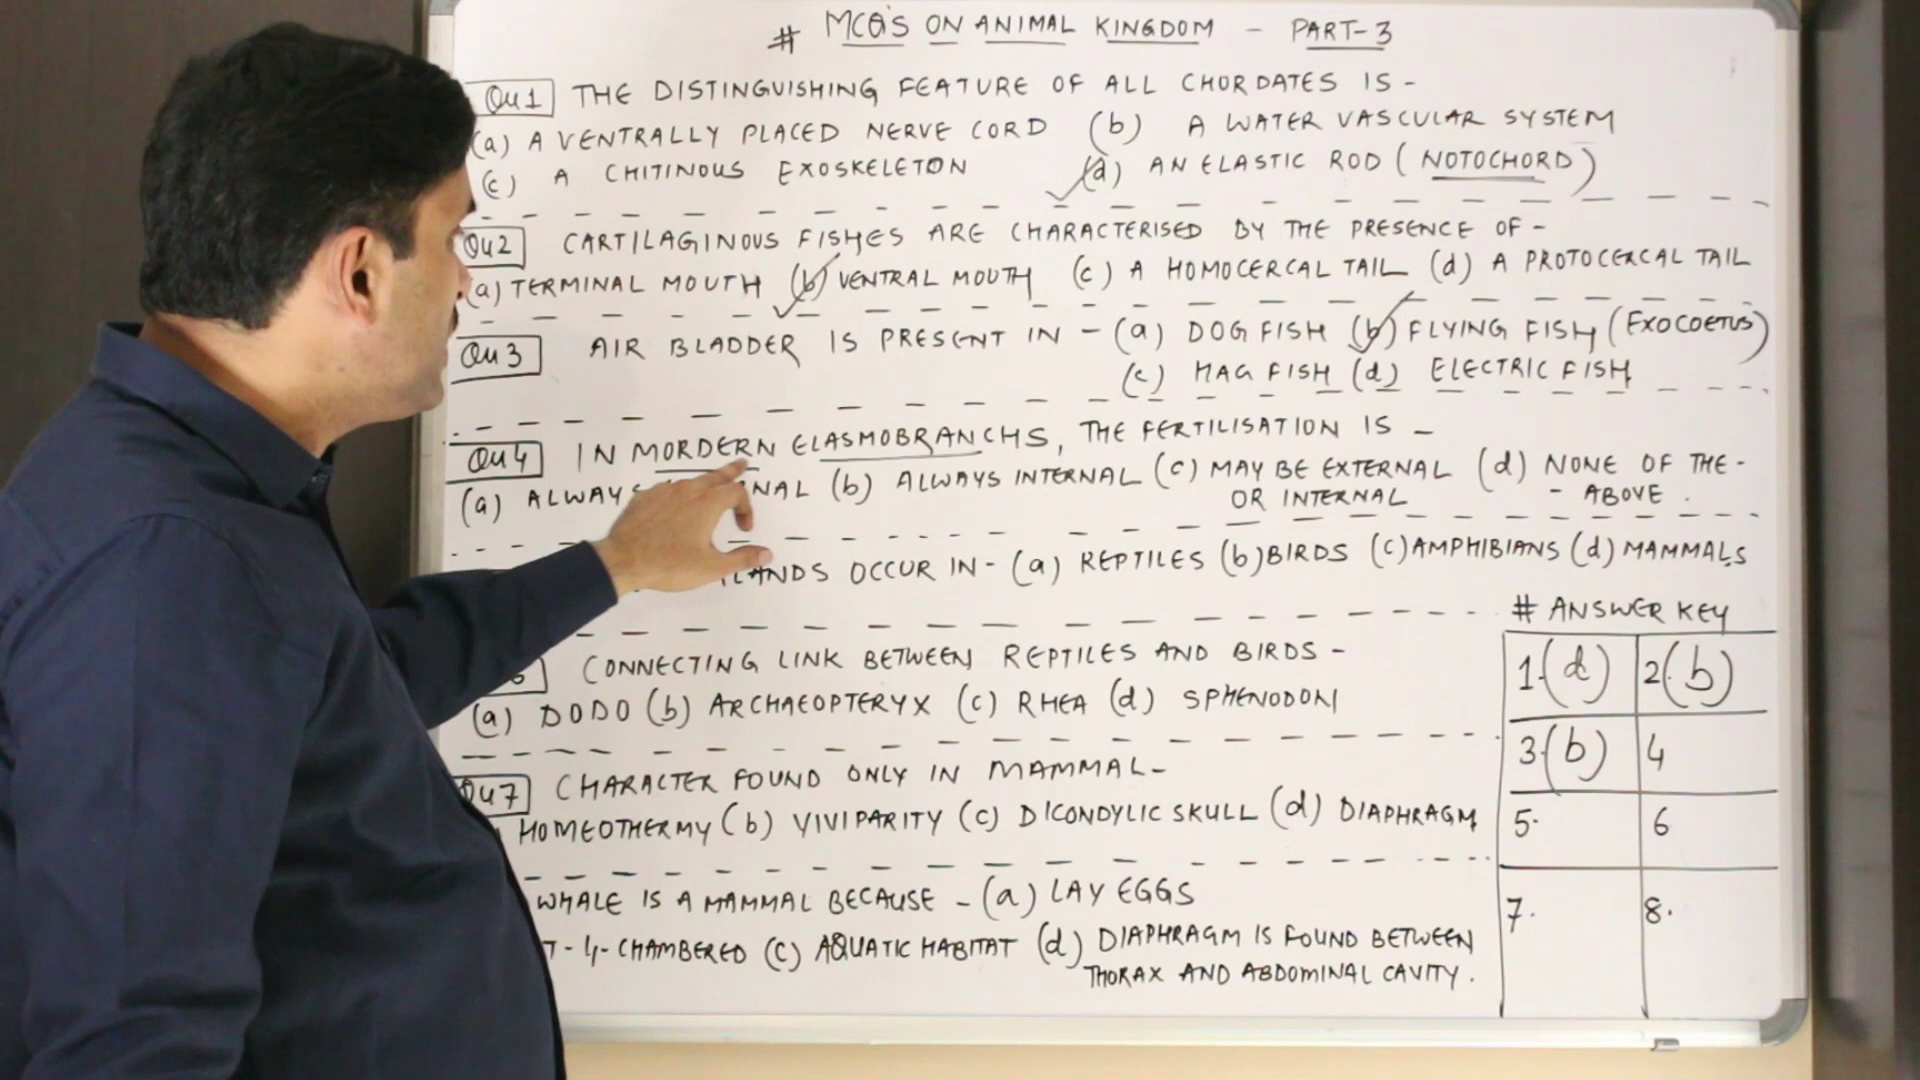 # MCQ'S ON ANIMAL KINGDOM - PART-3
Qu1 THE DISTINGUISHING FEATURE OF ALL CHORDATES IS -
(a) A VENTRALLY PLACED NERVE CORD (b) A WATER VASCULAR SYSTEM
(c) A CHITINOUS EXOSKELETON (d) AN ELASTIC ROD (NOTOCHORD)
Qu2 CARTILAGINOUS FISHES ARE CHARACTERISED BY THE PRESENCE OF -
(a) TERMINAL MOUTH (b) VENTRAL MOUTH (c) A HOMOCERCAL TAIL (d) A PROTOCERCAL TAIL
Qu3 AIR BLADDER IS PRESENT IN - (a) DOG FISH (b) FLYING FISH (EXOCOETUS)
(c) HAG FISH (d) ELECTRIC FISH
Qu4 IN MORDERN ELASMOBRANCHS, THE FERTILISATION IS -
(a) ALWAYS NAL (b) ALWAYS INTERNAL (c) MAY BE EXTERNAL (d) NONE OF THE -
OR INTERNAL - ABOVE.
LANDS OCCUR IN - (a) REPTILES (b) BIRDS (c) AMPHIBIANS (d) MAMMALS
6 CONNECTING LINK BETWEEN REPTILES AND BIRDS -
(a) DODO (b) ARCHAEOPTERYX (c) RHEA (d) SPHENODON
Qu7 CHARACTER FOUND ONLY IN MAMMAL -
HOMEOTHERMY (b) VIVIPARITY (c) DICONDYLIC SKULL (d) DIAPHRAGM
WHALE IS A MAMMAL BECAUSE - (a) LAY EGGS
T-4-CHAMBERED (c) AQUATIC HABITAT (d) DIAPHRAGM IS FOUND BETWEEN
THORAX AND ABDOMINAL CAVITY.
# ANSWER KEY
1.(d) 2.(b)
3.(b) 4
5. 6
7. 8.